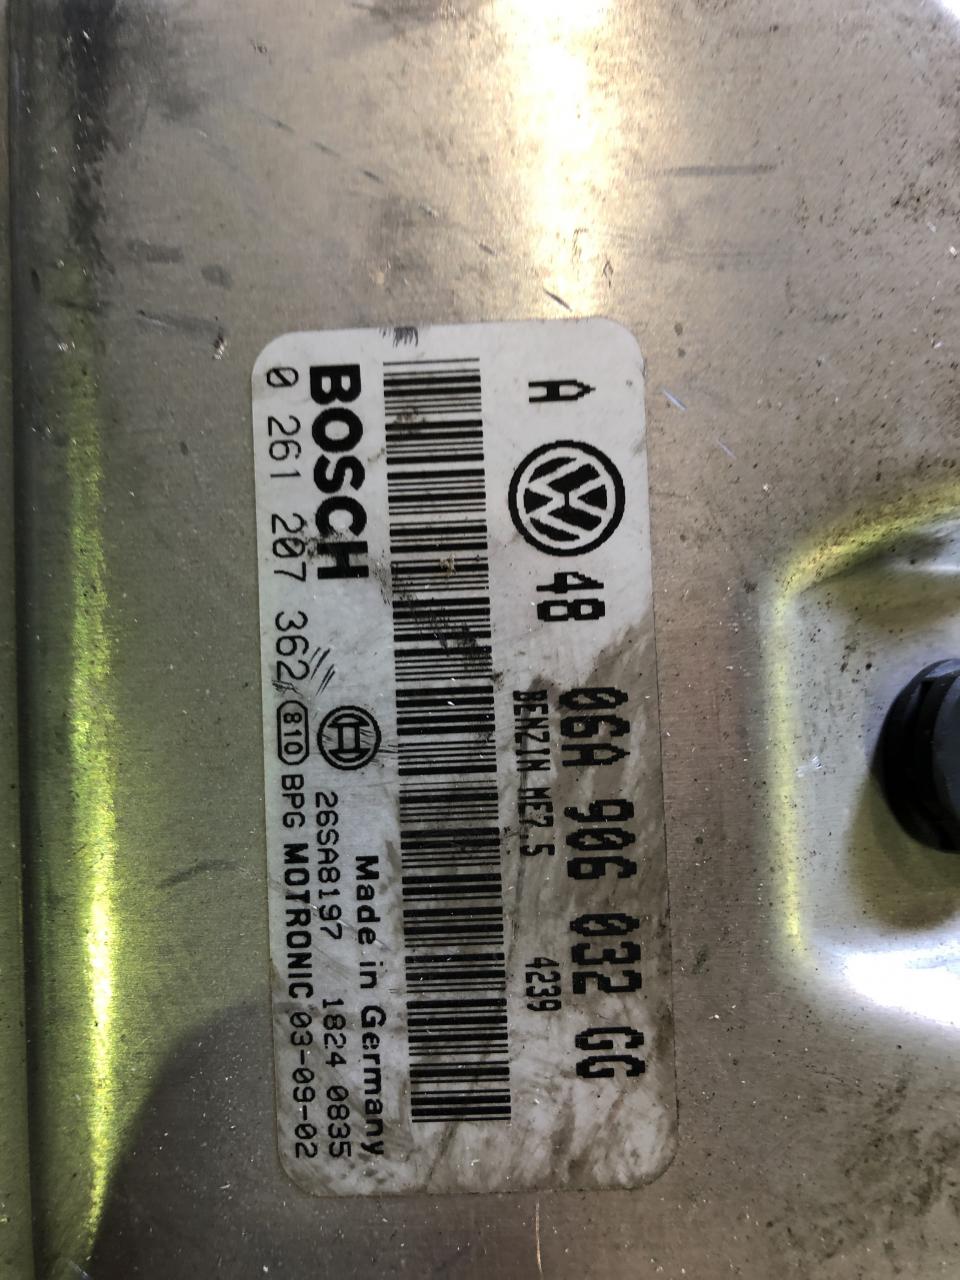 A VW 48 06A 906 032 GG
BENZIN ME7.5 4239
Made in Germany
BOSCH 26SA8197 1824 0835
0 261 207 362 810 BPG MOTRONIC 03-09-02